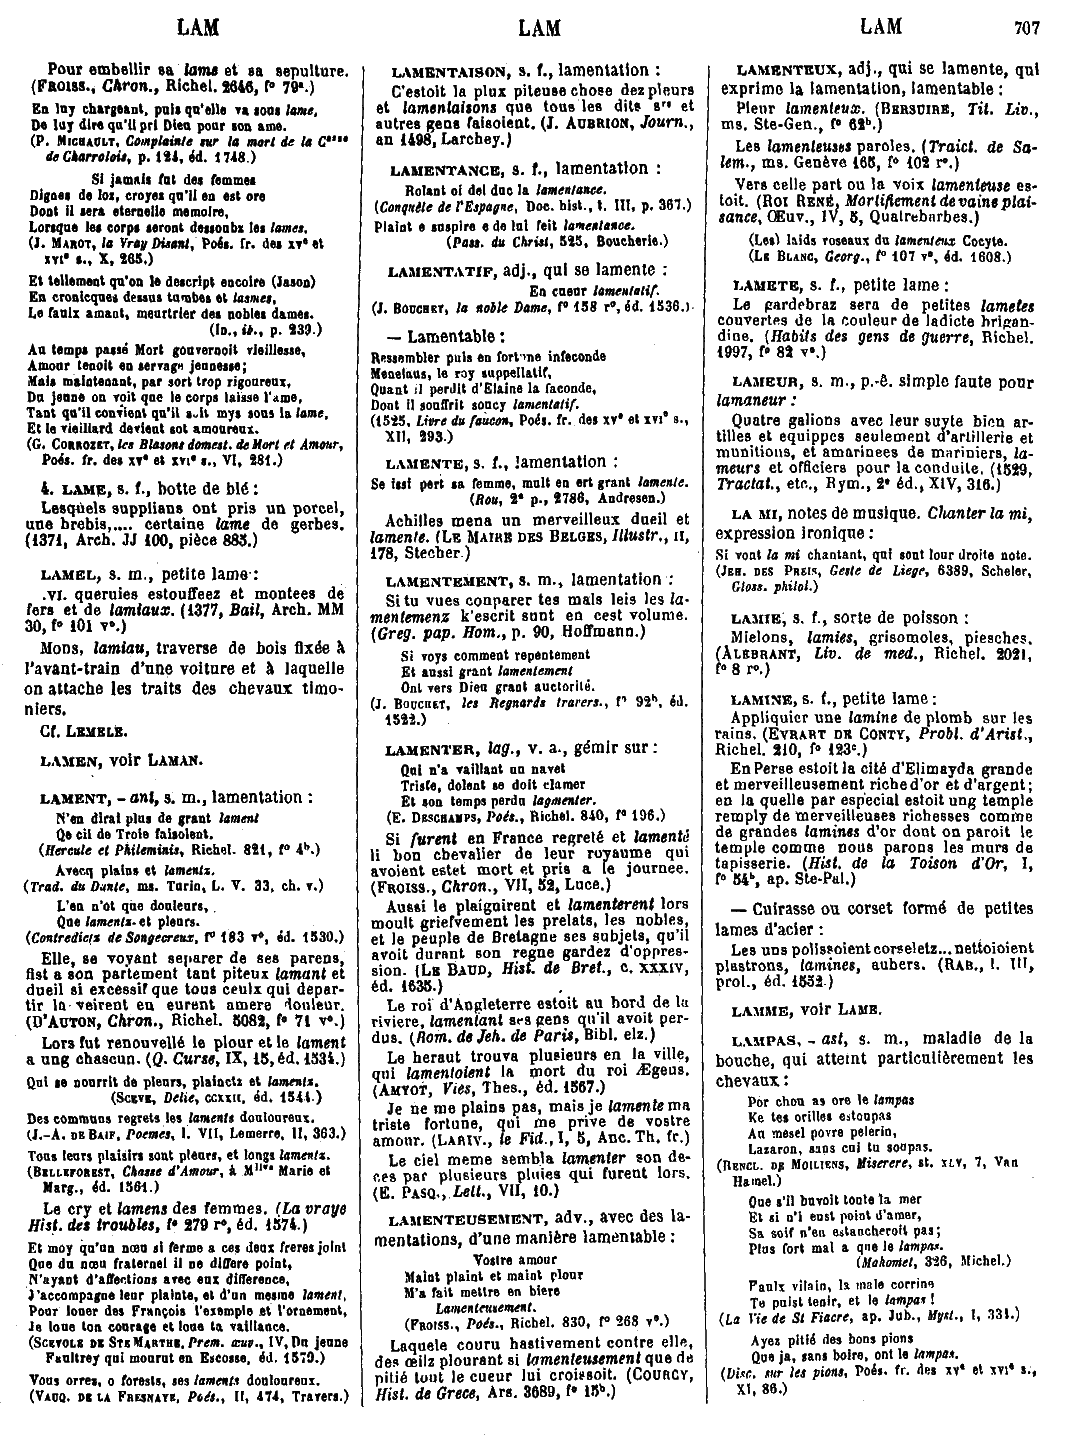 LAM
LAM
LAM
707
Pour embellir sa lame et sa sepulture.
(FROISS., Chron., Richel. 2646, f° 79ª.)
En luy chargeant, puis qu'elle va sous lame,
De luy dire qu'il pri Dieu pour son ame.
(P. MICHAULT, Complainte sur la mort de la Cesse
de Charrolois, p. 124, éd. 1748.)
Si jamais fut des femmes
Dignes de loz, croyez qu'il en est ore
Dont il sera eternelle memoire,
Lorsque les corps seront dessoubz les lames.
(J. MAROT, la Vray Disant, Poés. fr. des xv° et
xvi° s., X, 265.)
Et tellement qu'on le descript encoire (Jason)
En cronicques dessus tumbes et lasmes,
Le faulx amant, meurtrier des nobles dames.
(ID., ib., p. 239.)
Au temps passé Mort gouvernoit vieillesse,
Amour tenoit en servage jeunesse;
Mais maintenant, par sort trop rigoureux,
Du jeune on voit que le corps laisse l'ame,
Tant qu'il convient qu'il soit mys sous la lame,
Et le vieillard devient sot amoureux.
(G. CORROZET, les Blasons domest. de Mort et Amour,
Poés. fr. des xv° et xvi° s., VI, 281.)
4. LAME, s. f., botte de blé :
Lesquels supplians ont pris un porcel,
une brebis,.... certaine lame de gerbes.
(1371, Arch. JJ 100, pièce 885.)
LAMEL, s. m., petite lame :
.VI. queruies estouffeez et montees de
fers et de lamiaux. (1377, Bail, Arch. MM
30, f° 101 v°.)
Mons, lamiau, traverse de bois fixée à
l'avant-train d'une voiture et à laquelle
on attache les traits des chevaux timo-
niers.
Cf. LEMELE.
LAMEN, voir LAMAN.
LAMENT, - ant, s. m., lamentation :
N'en dirai plus de grant lament
Qe cil de Troie faisoient.
(Hercule et Phileminis, Richel. 821, f° 4ᵇ.)
Avecq plains et lamentz.
(Trad. du Dante, ms. Turin, L. V. 33, ch. v.)
L'en n'ot que douleurs,
Que laments et pleurs.
(Contredictz de Songecreux, f° 183 v°, éd. 1530.)
Elle, se voyant separer de ses parens,
fist a son partement tant piteux lamant et
dueil si excessif que tous ceulx qui depar-
tir la veirent en eurent amere douleur.
(D'AUTON, Chron., Richel. 5082, f° 71 v°.)
Lors fut renouvellé le plour et le lament
a ung chascun. (Q. Curse, IX, 15, éd. 1534.)
Qui se nourrit de pleurs, plainctz et lamentz.
(SCEVE, Delie, CCXXII, éd. 1544.)
Des communs regrets les laments douloureux.
(J.-A. DE BAIF, Poemes, l. VII, Lemerre, II, 363.)
Tous leurs plaisirs sont pleurs, et longs lamentz.
(BELLEFOREST, Chasse d'Amour, à Mlles Marie et
Marg., éd. 1561.)
Le cry et lamens des femmes. (La vraye
Hist. des troubles, f° 279 r°, éd. 1574.)
Et moy qu'un nœu si ferme a ces deux freres joint
Que du nœu fraternel il ne differe point,
N'ayant d'affections avec eux difference,
J'accompagne leur plainte, et d'un mesme lament,
Pour louer des François l'exemple et l'ornement,
Je loue ton courage et loue ta vaillance.
(SCEVOLE DE STE MARTHE, Prem. œuv., IV, Du jeune
Faultrey qui mourut en Escosse, éd. 1579.)
Vous orres, o forests, ses laments douloureux.
(VAUQ. DE LA FRESNAYE, Poés., II, 474, Travers.)
LAMENTAISON, s. f., lamentation :
C'estoit la plux piteuse chose dez pleurs
et lamentaisons que tous les dits srs et
autres gens faisoient. (J. AUBRION, Journ.,
an 1498, Larchey.)
LAMENTANCE, s. f., lamentation :
Rolant oi del duc la lamentance.
(Conquête de l'Espagne, Doc. hist., t. III, p. 367.)
Plaint e sospire e de lui feit lamentance.
(Pass. du Christ, 525, Boucherie.)
LAMENTATIF, adj., qui se lamente :
En cueur lamentatif.
(J. BOUCHET, la noble Dame, f° 158 r°, éd. 1536.)
— Lamentable :
Ressembler puis en fortune infeconde
Menelaus, le roy suppellatif,
Quant il perdit d'Elaine la faconde,
Dont il souffrit soucy lamentatif.
(1525, Livre du faucon, Poés. fr. des xv° et xvi° s.,
XII, 293.)
LAMENTE, s. f., lamentation :
Se issi pert sa femme, mult en ert grant lamente.
(Rou, 2° p., 2786, Andresen.)
Achilles mena un merveilleux dueil et
lamente. (LE MAIRE DES BELGES, Illustr., II,
178, Stecher.)
LAMENTEMENT, s. m., lamentation :
Si tu vues conparer tes mals leis les la-
mentemenz k'escrit sunt en cest volume.
(Greg. pap. Hom., p. 90, Hoffmann.)
Si voys comment repentement
Et aussi grant lamentement
Ont vers Dieu grant auctorité.
(J. BOUCHET, les Regnards travers., f° 92ᵇ, éd.
1522.)
LAMENTER, lag., v. a., gémir sur :
Qui n'a vaillant un navet
Triste, dolent se doit clamer
Et son temps perdu lagmenter.
(E. DESCHAMPS, Poés., Richel. 840, f° 196.)
Si furent en France regreté et lamenté
li bon chevalier de leur royaume qui
avoient estet mort et pris a le journee.
(FROISS., Chron., VII, 52, Luce.)
Aussi le plaignirent et lamenterent lors
moult griefvement les prelats, les nobles,
et le peuple de Bretagne ses subjets, qu'il
avoit durant son regne gardez d'oppres-
sion. (LE BAUD, Hist. de Bret., c. XXXIV,
éd. 1635.)
Le roi d'Angleterre estoit au bord de la
riviere, lamentant ses gens qu'il avoit per-
dus. (Rom. de Jeh. de Paris, Bibl. elz.)
Le heraut trouva plusieurs en la ville,
qui lamentoient la mort du roi Ægeus.
(AMYOT, Vies, Thes., éd. 1567.)
Je ne me plains pas, mais je lamente ma
triste fortune, qui me prive de vostre
amour. (LARIV., le Fid., I, 5, Anc. Th. fr.)
Le ciel meme sembla lamenter son de-
ces par plusieurs pluies qui furent lors.
(E. PASQ., Lett., VII, 10.)
LAMENTEUSEMENT, adv., avec des la-
mentations, d'une manière lamentable :
Vostre amour
Maint plaint et maint plour
M'a fait mettre en biere
Lamenteusement.
(FROISS., Poés., Richel. 830, f° 268 v°.)
Laquele couru hastivement contre elle,
des œilz plourant si lamenteusement que de
pitié tout le cueur lui croissoit. (COURCY,
Hist. de Grece, Ars. 3689, f° 15ᵇ.)
LAMENTEUX, adj., qui se lamente, qui
exprime la lamentation, lamentable :
Pleur lamenteux. (BERSUIRE, Tit. Liv.,
ms. Ste-Gen., f° 62ᵇ.)
Les lamenteuses paroles. (Traict. de Sa-
lem., ms. Genève 165, f° 102 r°.)
Vers celle part ou la voix lamenteuse es-
toit. (ROI RENÉ, Mortifiement de vaine plai-
sance, Œuv., IV, 5, Quatrebarbes.)
(Les) laids roseaux du lamenteux Cocyte.
(LE BLANC, Georg., f° 107 v°, éd. 1608.)
LAMETE, s. f., petite lame :
Le gardebraz sera de petites lametes
couvertes de la couleur de ladicte brigan-
dine. (Habits des gens de guerre, Richel.
1997, f° 82 v°.)
LAMEUR, s. m., p.-ê. simple faute pour
lamaneur :
Quatre galions avec leur suyte bien ar-
tilles et equippes seulement d'artillerie et
munitions, et amarinees de mariniers, la-
meurs et officiers pour la conduite. (1529,
Tractat., etc., Rym., 2° éd., XIV, 316.)
LA MI, notes de musique. Chanter la mi,
expression ironique :
Si vont la mi chantant, qui sont lour droite note.
(JEH. DES PREIS, Geste de Liege, 6389, Scheler,
Gloss. philol.)
LAMIE, s. f., sorte de poisson :
Mielons, lamies, grisomoles, piesches.
(ALEBRANT, Liv. de med., Richel. 2021,
f° 8 r°.)
LAMINE, s. f., petite lame :
Appliquier une lamine de plomb sur les
rains. (EVRART DE CONTY, Probl. d'Arist.,
Richel. 210, f° 123ᶜ.)
En Perse estoit la cité d'Elimayda grande
et merveilleusement riche d'or et d'argent;
en la quelle par especial estoit ung temple
remply de merveilleuses richesses comme
de grandes lamines d'or dont on paroit le
temple comme nous parons les murs de
tapisserie. (Hist. de la Toison d'Or, I,
f° 54ᵇ, ap. Ste-Pal.)
— Cuirasse ou corset formé de petites
lames d'acier :
Les uns polissoient corseletz... nettoioient
plastrons, lamines, aubers. (RAB., l. III,
prol., éd. 1552.)
LAMME, voir LAME.
LAMPAS, - ast, s. m., maladie de la
bouche, qui atteint particulièrement les
chevaux :
Por chou as ore le lampas
Ke tes orilles estoupas
Au mesel povre pelerin,
Lazaron, sans cui tu soupas.
(RENCL. DE MOILIENS, Miserere, st. XLV, 7, Van
Hamel.)
Que s'il buvoit toute la mer
Et si n'i eust point d'amer,
Sa soif n'en estancheroit pas;
Plus fort mal a que le lampas.
(Mahomet, 326, Michel.)
Faulx vilain, la male corrine
Te puist tenir, et le lampas !
(La Vie de St Fiacre, ap. Jub., Myst., I, 331.)
Ayez pitié des bons pions
Que ja, sans boire, ont le lampas.
(Disc. sur les pions, Poés. fr. des xv° et xvi° s.,
XI, 86.)